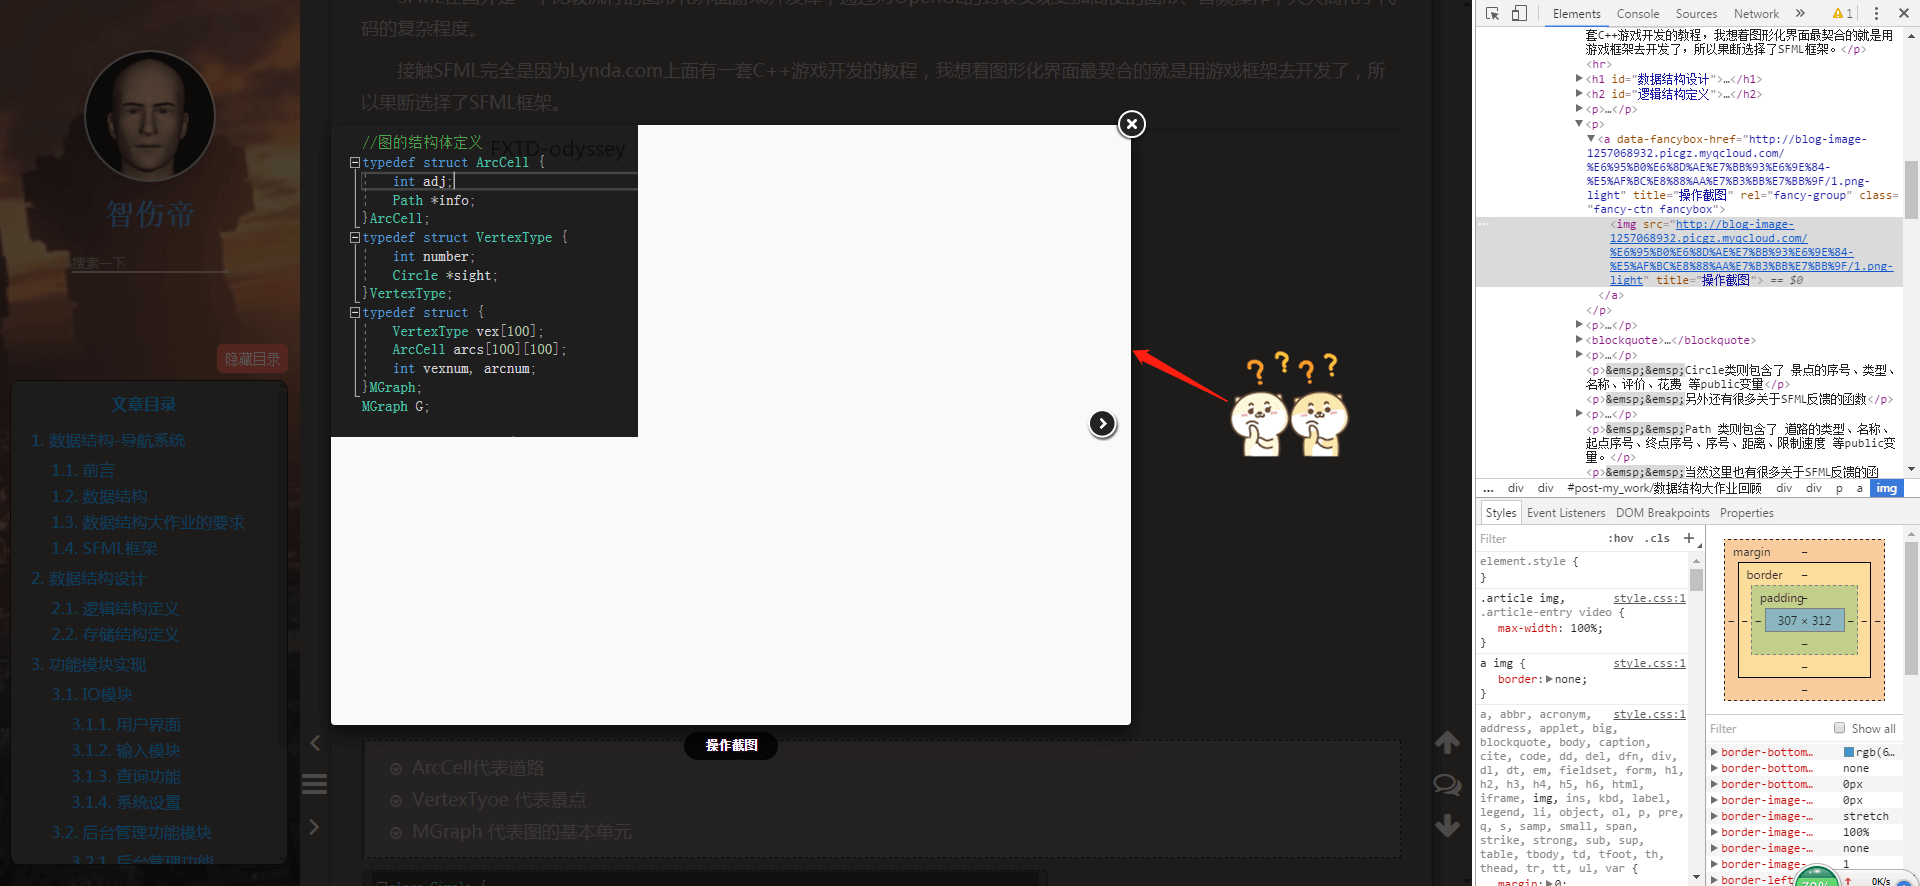 码的复杂程度。
接触SFML完全是因为Lynda.com上面有一套C++游戏开发的教程，我想着图形化界面最契合的就是用游戏框架去开发了，所
以果断选择了SFML框架。
FXTD-odyssey
智伤帝
搜索一下
隐藏目录
文章目录
1. 数据结构-导航系统
1.1. 前言
1.2. 数据结构
1.3. 数据结构大作业的要求
1.4. SFML框架
2. 数据结构设计
2.1. 逻辑结构定义
2.2. 存储结构定义
3. 功能模块实现
3.1. IO模块
3.1.1. 用户界面
3.1.2. 输入模块
3.1.3. 查询功能
3.1.4. 系统设置
3.2. 后台管理功能模块
3.2.1. 后台管理功能
//图的结构体定义
typedef struct ArcCell {
int adj;
Path *info;
}ArcCell;
typedef struct VertexType {
int number;
Circle *sight;
}VertexType;
typedef struct {
VertexType vex[100];
ArcCell arcs[100][100];
int vexnum, arcnum;
}MGraph;
MGraph G;
操作截图
ArcCell代表道路
VertexTyoe 代表景点
MGraph 代表图的基本单元
Elements Console Sources Network » 1
套C++游戏开发的教程，我想着图形化界面最契合的就是用
游戏框架去开发了，所以果断选择了SFML框架。</p>
<hr>
<h1 id="数据结构设计">…</h1>
<h2 id="逻辑结构定义">…</h2>
<p>…</p>
<p>
<a data-fancybox-href="http://blog-image-
1257068932.picgz.myqcloud.com/
%E6%95%B0%E6%8D%AE%E7%BB%93%E6%9E%84-
%E5%AF%BC%E8%88%AA%E7%B3%BB%E7%BB%9F/1.png-
light" title="操作截图" rel="fancy-group" class=
"fancy-ctn fancybox">
<img src="http://blog-image-
1257068932.picgz.myqcloud.com/
%E6%95%B0%E6%8D%AE%E7%BB%93%E6%9E%84-
%E5%AF%BC%E8%88%AA%E7%B3%BB%E7%BB%9F/1.png-
light" title="操作截图"> == $0
</a>
</p>
<p>…</p>
<blockquote>…</blockquote>
<p>…</p>
<p>&emsp;&emsp;Circle类则包含了 景点的序号、类型、
名称、评价、花费 等public变量</p>
<p>&emsp;&emsp;另外还有很多关于SFML反馈的函数</p>
<p>…</p>
<p>&emsp;&emsp;Path 类则包含了 道路的类型、名称、
起点序号、终点序号、序号、距离、限制速度 等public变
量。</p>
<p>&emsp;&emsp;当然这里也有很多关于SFML反馈的函
... div div #post-my_work/数据结构大作业回顾 div div p a img
Styles Event Listeners DOM Breakpoints Properties
Filter :hov .cls +
element.style {
}
.article img, style.css:1
.article-entry video {
max-width: 100%;
}
a img { style.css:1
border: none;
}
a, abbr, acronym, style.css:1
address, applet, big,
blockquote, body, caption,
cite, code, dd, del, dfn, div,
dl, dt, em, fieldset, form, h1,
h2, h3, h4, h5, h6, html,
iframe, img, ins, kbd, label,
legend, li, object, ol, p, pre,
q, s, samp, small, span,
strike, strong, sub, sup,
table, tbody, td, tfoot, th,
thead, tr, tt, ul, var {
margin: 0;
margin –
border –
padding –
307 × 312
Filter Show all
border-bottom… rgb(6…
border-bottom… none
border-bottom… 0px
border-image-… 0px
border-image-… stretch
border-image-… 100%
border-image-… none
border-image-… 1
border-left…
0K/s